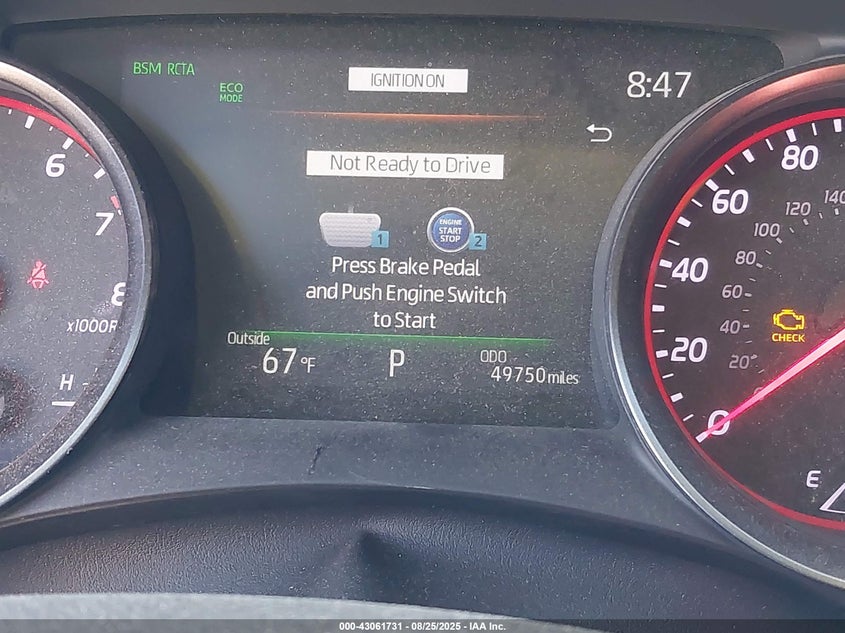 BSM RCTA
ECO
MODE
IGNITION ON
8:47
Not Ready to Drive
1
ENGINE
START
STOP
2
Press Brake Pedal
and Push Engine Switch
to Start
Outside
67°F
P
ODO
49750 miles
6
7
8
x1000R
H
80
60
40
20
0
140
120
100
80
60
40
20
CHECK
E
000-43061731 - 08/25/2025 - IAA Inc.